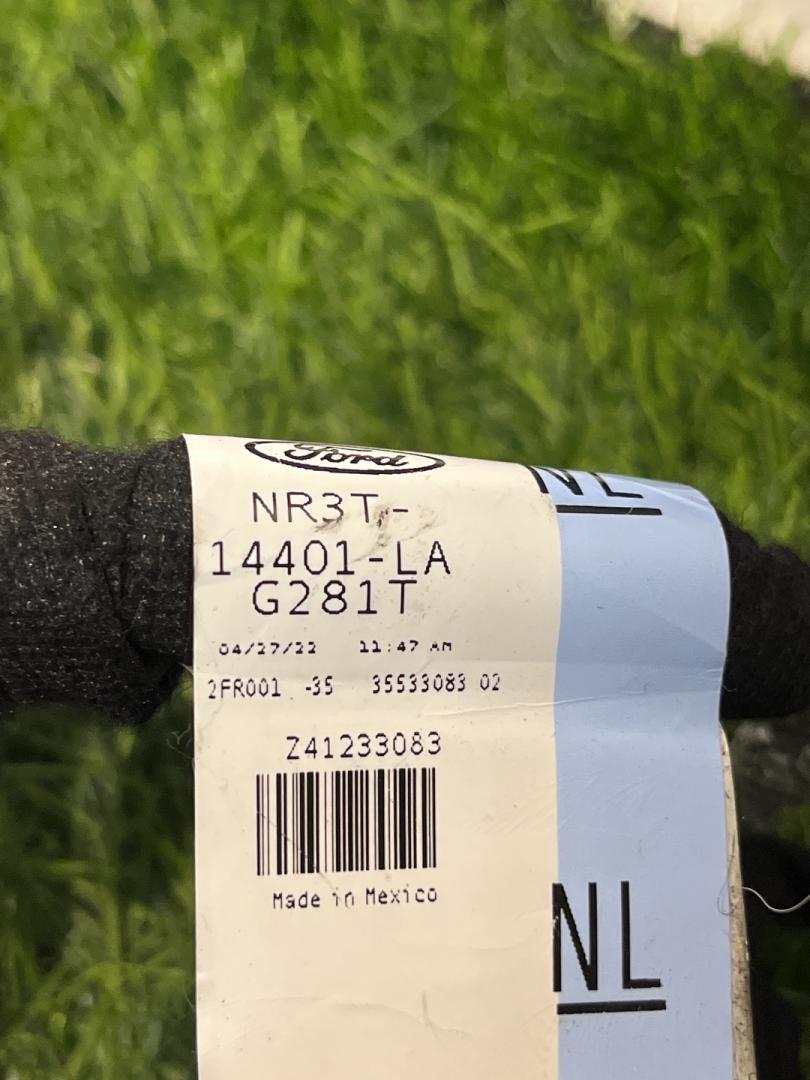 Ford
NL
NR3T-
14401-LA
G281T
04/27/22 11:47 AM
2FR001 -35 35533083 02
Z41233083
Made in Mexico
NL